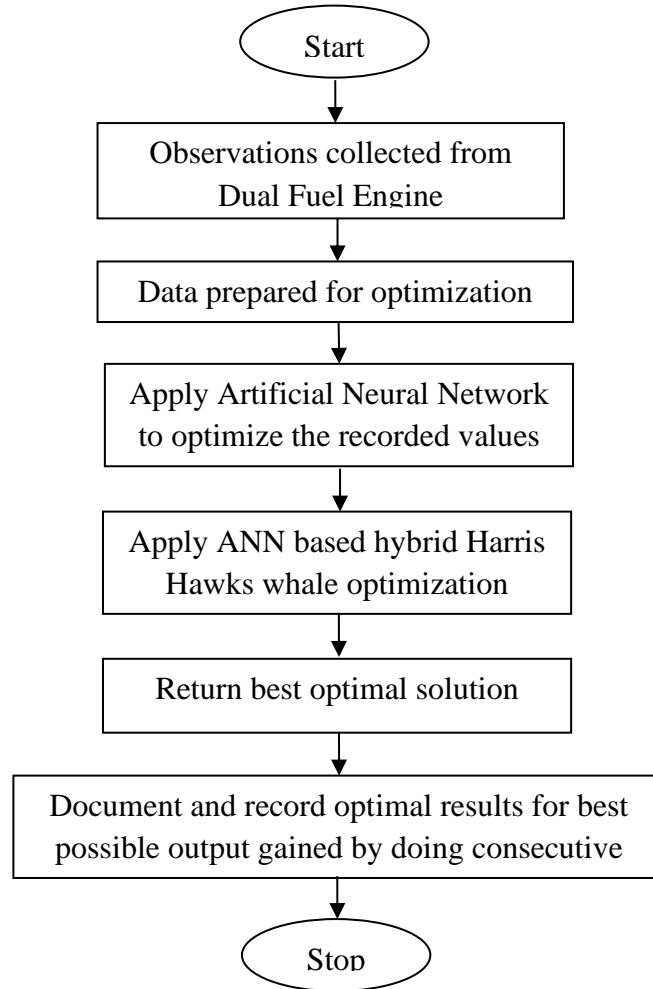 Start
Observations collected from
Dual Fuel Engine
Data prepared for optimization
Apply Artificial Neural Network
to optimize the recorded values
Apply ANN based hybrid Harris
Hawks whale optimization
Return best optimal solution
Document and record optimal results for best
possible output gained by doing consecutive
Stop